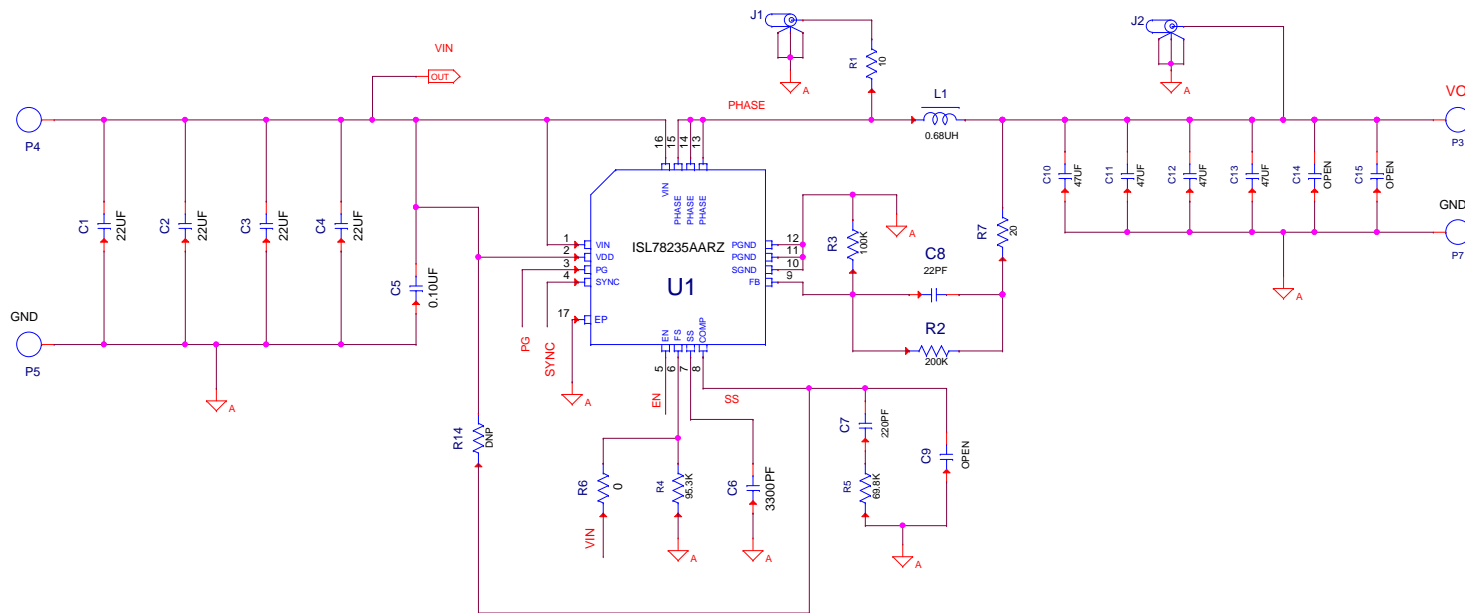 J1
J2
VIN
OUT
R1
10
A
A
PHASE
L1
VO
0.68UH
P4
P3
16
15
14
13
C10
47UF
C11
47UF
C12
47UF
C13
47UF
C14
OPEN
C15
OPEN
VIN
PHASE
PHASE
PHASE
C1
22UF
C2
22UF
C3
22UF
C4
22UF
GND
P7
1
VIN
ISL78235AARZ
PGND
12
R3
100K
A
R7
20
2
VDD
PGND
11
3
PG
SGND
10
C8
22PF
4
SYNC
U1
FB
9
C5
0.10UF
A
GND
P5
17
EP
PG
SYNC
R2
200K
EN
FS
SS
COMP
5
6
7
8
A
A
EN
SS
R14
DNP
C7
220PF
C9
OPEN
R6
0
R4
95.3K
C6
3300PF
R5
69.8K
VIN
A
A
A